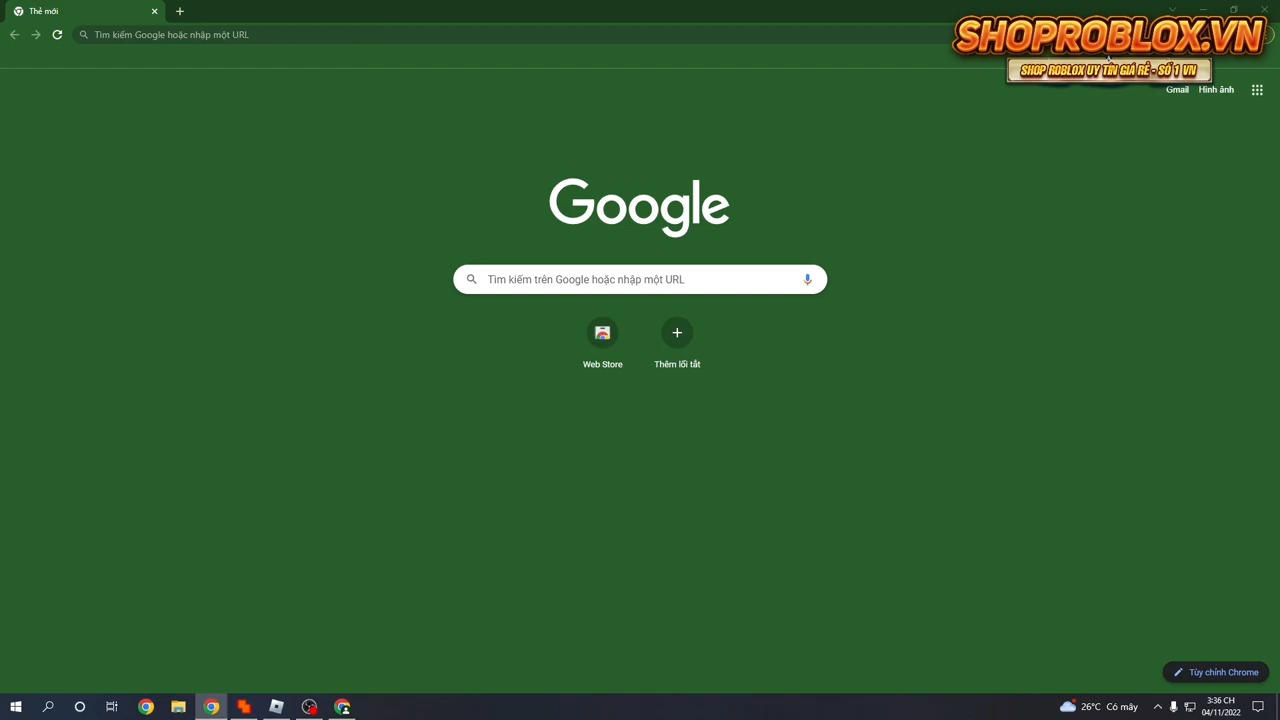 Thẻ mới
Tìm kiếm Google hoặc nhập một URL
SHOPROBLOX.VN
SHOP ROBLOX UY TÍN GIÁ RẺ - SỐ 1 VN
Gmail
Hình ảnh
Google
Tìm kiếm trên Google hoặc nhập một URL
Web Store
Thêm lối tắt
Tùy chỉnh Chrome
26°C Có mây
3:36 CH
04/11/2022